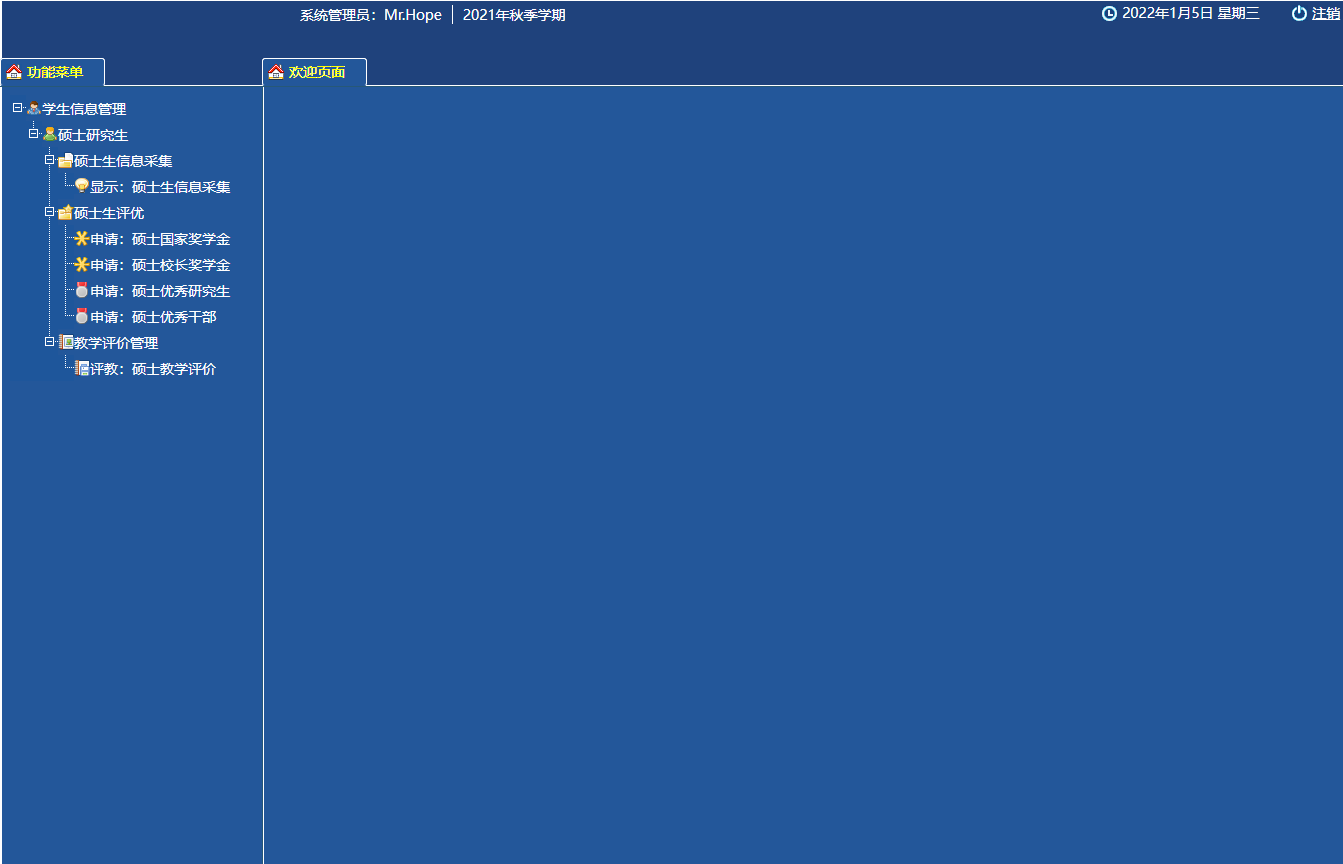 系统管理员：Mr.Hope 2021年秋季学期 2022年1月5日 星期三 注销
功能菜单 欢迎页面
学生信息管理
硕士研究生
硕士生信息采集
显示：硕士生信息采集
硕士生评优
申请：硕士国家奖学金
申请：硕士校长奖学金
申请：硕士优秀研究生
申请：硕士优秀干部
教学评价管理
评教：硕士教学评价